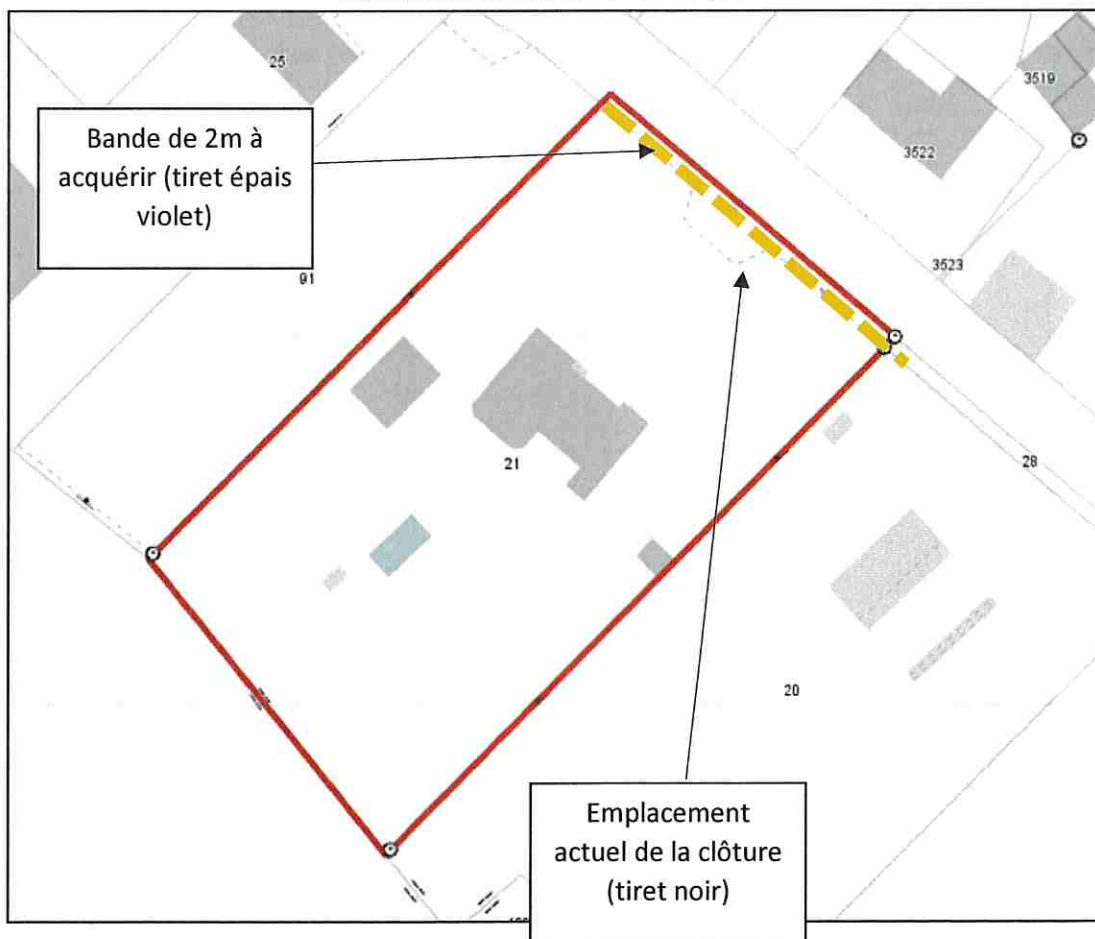 25
3519
Bande de 2m à
acquérir (tiret épais
violet)
3522
91
3523
21
28
20
Emplacement
actuel de la clôture
(tiret noir)